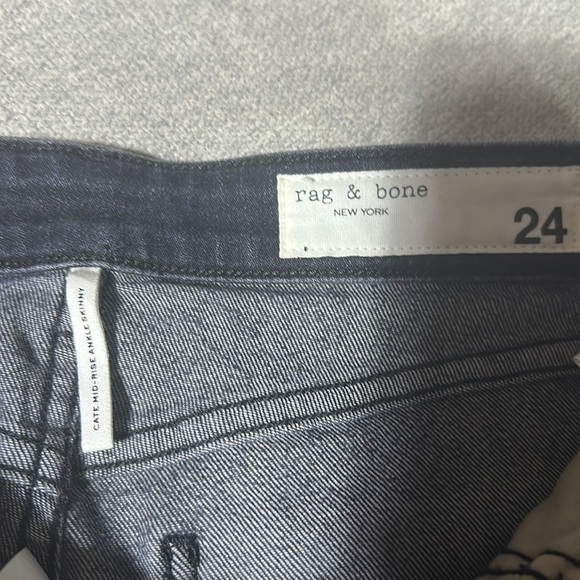 rag & bone
NEW YORK
24
CATE MID-RISE ANKLE SKINNY